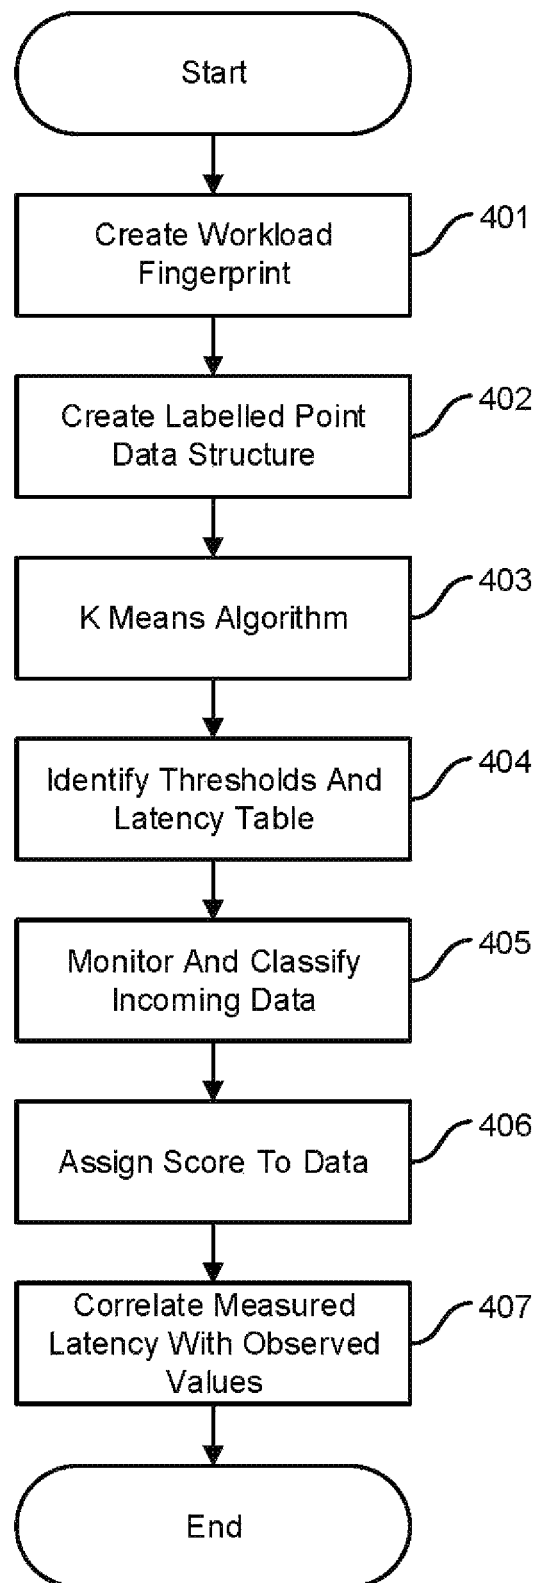 Start
Create Workload
Fingerprint
401
Create Labelled Point
Data Structure
402
K Means Algorithm
403
Identify Thresholds And
Latency Table
404
Monitor And Classify
Incoming Data
405
Assign Score To Data
406
Correlate Measured
Latency With Observed
Values
407
End